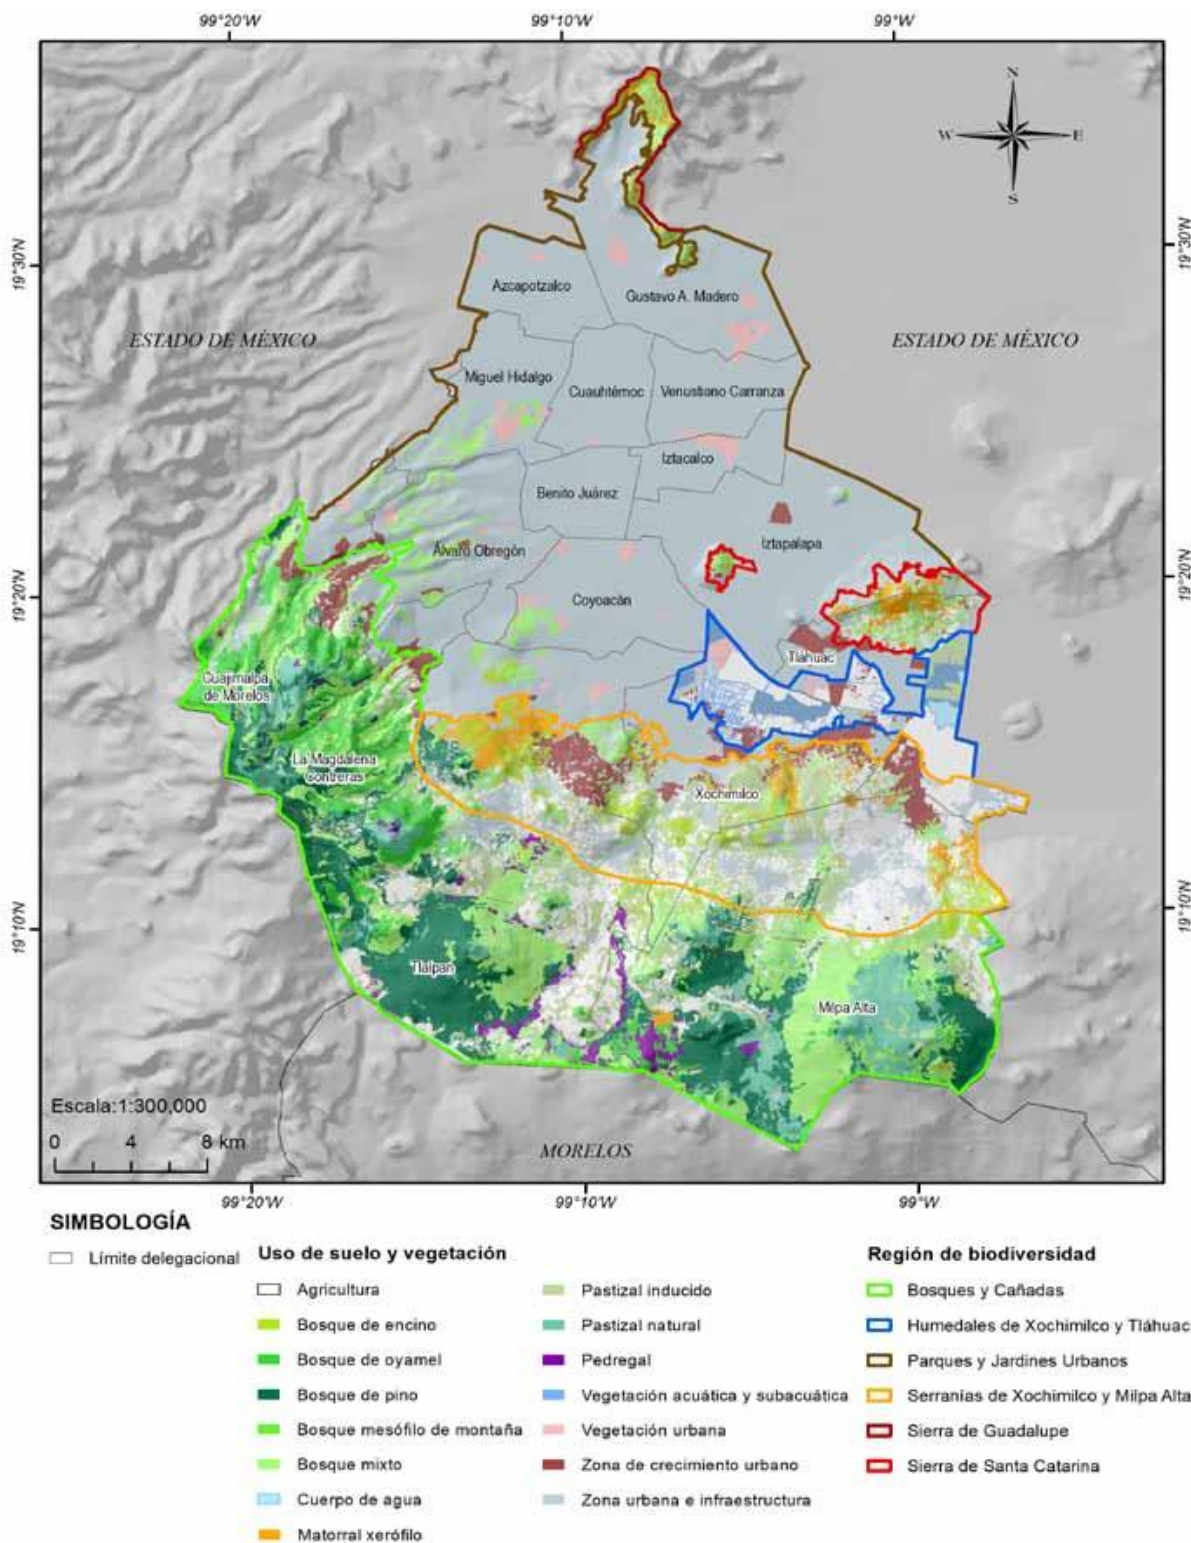 99°20'W 99°10'W 99°W
N
W E
S
19°30'N 19°30'N
Azcapotzalco
Gustavo A. Madero
ESTADO DE MÉXICO ESTADO DE MÉXICO
Miguel Hidalgo
Cuauhtémoc Venustiano Carranza
Iztacalco
Benito Juárez
Álvaro Obregón Iztapalapa
19°20'N 19°20'N
Coyoacán
Tláhuac
Cuajimalpa
de Morelos
La Magdalena
Contreras
Xochimilco
19°10'N 19°10'N
Tlalpan
Milpa Alta
Escala:1:300,000
0 4 8 km
MORELOS
99°20'W 99°10'W 99°W
SIMBOLOGÍA
Límite delegacional
Uso de suelo y vegetación
Agricultura
Bosque de encino
Bosque de oyamel
Bosque de pino
Bosque mesófilo de montaña
Bosque mixto
Cuerpo de agua
Matorral xerófilo
Pastizal inducido
Pastizal natural
Pedregal
Vegetación acuática y subacuática
Vegetación urbana
Zona de crecimiento urbano
Zona urbana e infraestructura
Región de biodiversidad
Bosques y Cañadas
Humedales de Xochimilco y Tláhuac
Parques y Jardines Urbanos
Serranías de Xochimilco y Milpa Alta
Sierra de Guadalupe
Sierra de Santa Catarina